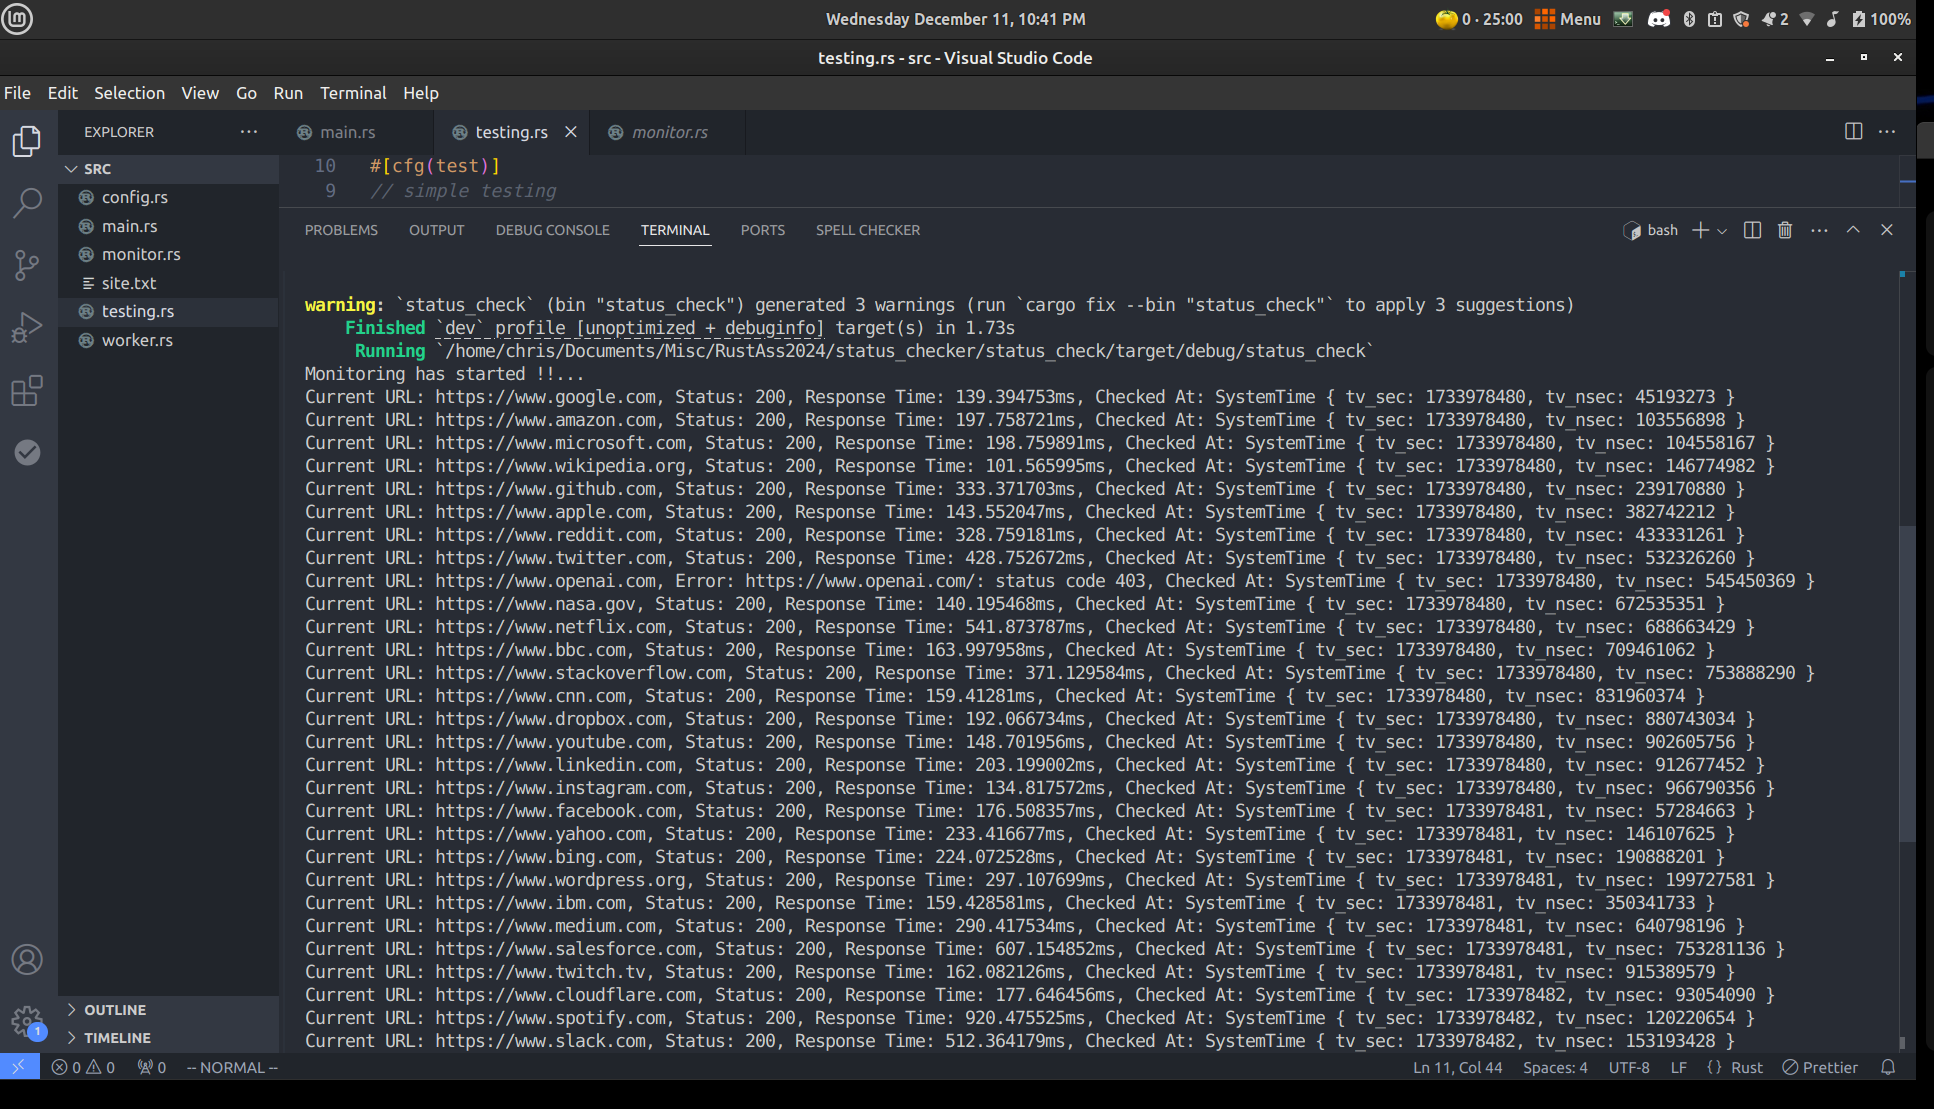 Wednesday December 11, 10:41 PM
0 · 25:00 Menu 2 100%
testing.rs - src - Visual Studio Code
File Edit Selection View Go Run Terminal Help
EXPLORER ··· main.rs testing.rs monitor.rs ···
SRC
config.rs
main.rs
monitor.rs
site.txt
testing.rs
worker.rs
10 #[cfg(test)]
9 // simple testing
PROBLEMS OUTPUT DEBUG CONSOLE TERMINAL PORTS SPELL CHECKER bash ···
warning: `status_check` (bin "status_check") generated 3 warnings (run `cargo fix --bin "status_check"` to apply 3 suggestions)
Finished `dev` profile [unoptimized + debuginfo] target(s) in 1.73s
Running `/home/chris/Documents/Misc/RustAss2024/status_checker/status_check/target/debug/status_check`
Monitoring has started !!...
Current URL: https://www.google.com, Status: 200, Response Time: 139.394753ms, Checked At: SystemTime { tv_sec: 1733978480, tv_nsec: 45193273 }
Current URL: https://www.amazon.com, Status: 200, Response Time: 197.758721ms, Checked At: SystemTime { tv_sec: 1733978480, tv_nsec: 103556898 }
Current URL: https://www.microsoft.com, Status: 200, Response Time: 198.759891ms, Checked At: SystemTime { tv_sec: 1733978480, tv_nsec: 104558167 }
Current URL: https://www.wikipedia.org, Status: 200, Response Time: 101.565995ms, Checked At: SystemTime { tv_sec: 1733978480, tv_nsec: 146774982 }
Current URL: https://www.github.com, Status: 200, Response Time: 333.371703ms, Checked At: SystemTime { tv_sec: 1733978480, tv_nsec: 239170880 }
Current URL: https://www.apple.com, Status: 200, Response Time: 143.552047ms, Checked At: SystemTime { tv_sec: 1733978480, tv_nsec: 382742212 }
Current URL: https://www.reddit.com, Status: 200, Response Time: 328.759181ms, Checked At: SystemTime { tv_sec: 1733978480, tv_nsec: 433331261 }
Current URL: https://www.twitter.com, Status: 200, Response Time: 428.752672ms, Checked At: SystemTime { tv_sec: 1733978480, tv_nsec: 532326260 }
Current URL: https://www.openai.com, Error: https://www.openai.com/: status code 403, Checked At: SystemTime { tv_sec: 1733978480, tv_nsec: 545450369 }
Current URL: https://www.nasa.gov, Status: 200, Response Time: 140.195468ms, Checked At: SystemTime { tv_sec: 1733978480, tv_nsec: 672535351 }
Current URL: https://www.netflix.com, Status: 200, Response Time: 541.873787ms, Checked At: SystemTime { tv_sec: 1733978480, tv_nsec: 688663429 }
Current URL: https://www.bbc.com, Status: 200, Response Time: 163.997958ms, Checked At: SystemTime { tv_sec: 1733978480, tv_nsec: 709461062 }
Current URL: https://www.stackoverflow.com, Status: 200, Response Time: 371.129584ms, Checked At: SystemTime { tv_sec: 1733978480, tv_nsec: 753888290 }
Current URL: https://www.cnn.com, Status: 200, Response Time: 159.41281ms, Checked At: SystemTime { tv_sec: 1733978480, tv_nsec: 831960374 }
Current URL: https://www.dropbox.com, Status: 200, Response Time: 192.066734ms, Checked At: SystemTime { tv_sec: 1733978480, tv_nsec: 880743034 }
Current URL: https://www.youtube.com, Status: 200, Response Time: 148.701956ms, Checked At: SystemTime { tv_sec: 1733978480, tv_nsec: 902605756 }
Current URL: https://www.linkedin.com, Status: 200, Response Time: 203.199002ms, Checked At: SystemTime { tv_sec: 1733978480, tv_nsec: 912677452 }
Current URL: https://www.instagram.com, Status: 200, Response Time: 134.817572ms, Checked At: SystemTime { tv_sec: 1733978480, tv_nsec: 966790356 }
Current URL: https://www.facebook.com, Status: 200, Response Time: 176.508357ms, Checked At: SystemTime { tv_sec: 1733978481, tv_nsec: 57284663 }
Current URL: https://www.yahoo.com, Status: 200, Response Time: 233.416677ms, Checked At: SystemTime { tv_sec: 1733978481, tv_nsec: 146107625 }
Current URL: https://www.bing.com, Status: 200, Response Time: 224.072528ms, Checked At: SystemTime { tv_sec: 1733978481, tv_nsec: 190888201 }
Current URL: https://www.wordpress.org, Status: 200, Response Time: 297.107699ms, Checked At: SystemTime { tv_sec: 1733978481, tv_nsec: 199727581 }
Current URL: https://www.ibm.com, Status: 200, Response Time: 159.428581ms, Checked At: SystemTime { tv_sec: 1733978481, tv_nsec: 350341733 }
Current URL: https://www.medium.com, Status: 200, Response Time: 290.417534ms, Checked At: SystemTime { tv_sec: 1733978481, tv_nsec: 640798196 }
Current URL: https://www.salesforce.com, Status: 200, Response Time: 607.154852ms, Checked At: SystemTime { tv_sec: 1733978481, tv_nsec: 753281136 }
Current URL: https://www.twitch.tv, Status: 200, Response Time: 162.082126ms, Checked At: SystemTime { tv_sec: 1733978481, tv_nsec: 915389579 }
Current URL: https://www.cloudflare.com, Status: 200, Response Time: 177.646456ms, Checked At: SystemTime { tv_sec: 1733978482, tv_nsec: 93054090 }
Current URL: https://www.spotify.com, Status: 200, Response Time: 920.475525ms, Checked At: SystemTime { tv_sec: 1733978482, tv_nsec: 120220654 }
Current URL: https://www.slack.com, Status: 200, Response Time: 512.364179ms, Checked At: SystemTime { tv_sec: 1733978482, tv_nsec: 153193428 }
OUTLINE
TIMELINE
1
0 0 0 -- NORMAL -- Ln 11, Col 44 Spaces: 4 UTF-8 LF {} Rust Prettier